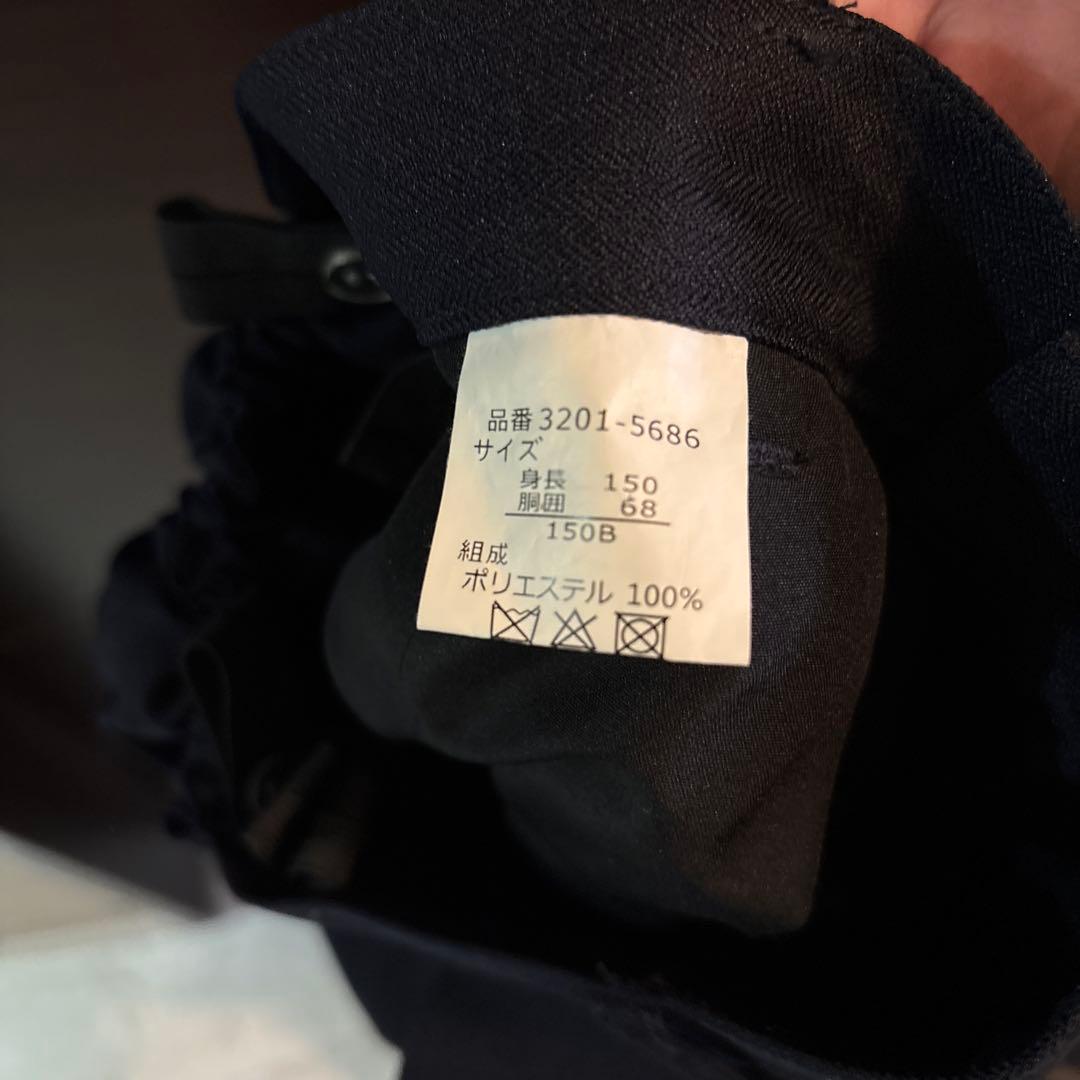 品番3201-5686
サイズ
身長 150
胴囲 68
150B
組成
ポリエステル 100%